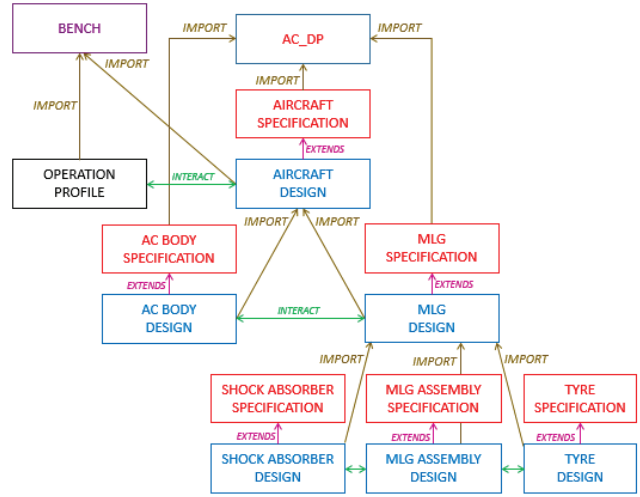 BENCH
IMPORT
AC_DP
IMPORT
IMPORT
IMPORT
IMPORT
IMPORT
AIRCRAFT
SPECIFICATION
EXTENDS
OPERATION
PROFILE
INTERACT
AIRCRAFT
DESIGN
IMPORT
IMPORT
AC BODY
SPECIFICATION
MLG
SPECIFICATION
EXTENDS
EXTENDS
AC BODY
DESIGN
INTERACT
MLG
DESIGN
IMPORT
IMPORT
IMPORT
SHOCK ABSORBER
SPECIFICATION
MLG ASSEMBLY
SPECIFICATION
TYRE
SPECIFICATION
EXTENDS
EXTENDS
EXTENDS
SHOCK ABSORBER
DESIGN
MLG ASSEMBLY
DESIGN
TYRE
DESIGN